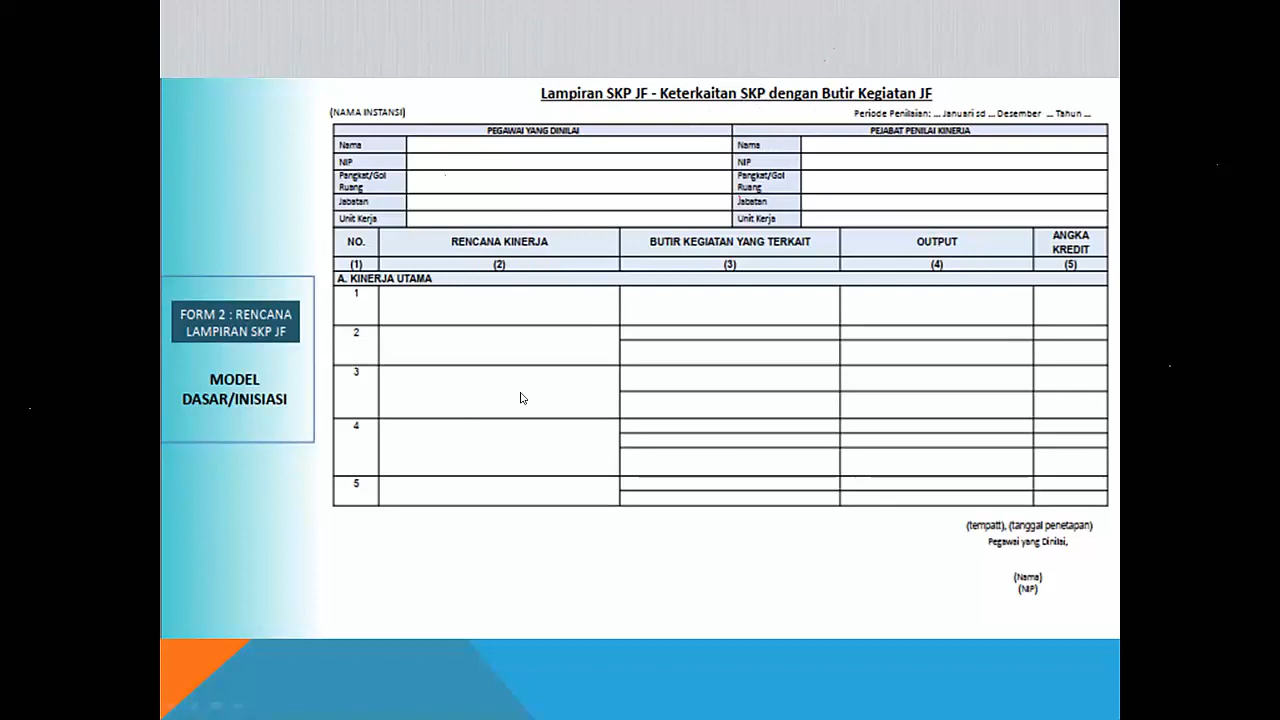 Lampiran SKP JF - Keterkaitan SKP dengan Butir Kegiatan JF
(NAMA INSTANSI)
Periode Penilaian: ... Januari sd ... Desember ... Tahun ...
PEGAWAI YANG DINILAI
PEJABAT PENILAI KINERJA
Nama
Nama
NIP
NIP
Pangkat/Gol
Ruang
Pangkat/Gol
Ruang
Jabatan
Jabatan
Unit Kerja
Unit Kerja
NO.
RENCANA KINERJA
BUTIR KEGIATAN YANG TERKAIT
OUTPUT
ANGKA
KREDIT
(1)
(2)
(3)
(4)
(5)
A. KINERJA UTAMA
1
2
3
4
5
FORM 2 : RENCANA
LAMPIRAN SKP JF
MODEL
DASAR/INISIASI
(tempatt), (tanggal penetapan)
Pegawai yang Dinilai,
(Nama)
(NIP)